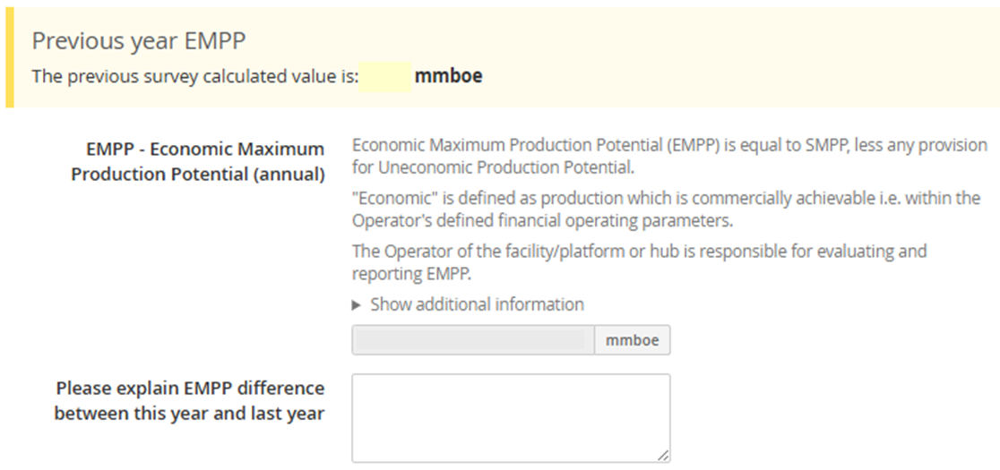 Previous year EMPP
The previous survey calculated value is: mmboe
EMPP - Economic Maximum
Production Potential (annual)
Economic Maximum Production Potential (EMPP) is equal to SMPP, less any provision
for Uneconomic Production Potential.
"Economic" is defined as production which is commercially achievable i.e. within the
Operator's defined financial operating parameters.
The Operator of the facility/platform or hub is responsible for evaluating and
reporting EMPP.
► Show additional information
mmboe
Please explain EMPP difference
between this year and last year